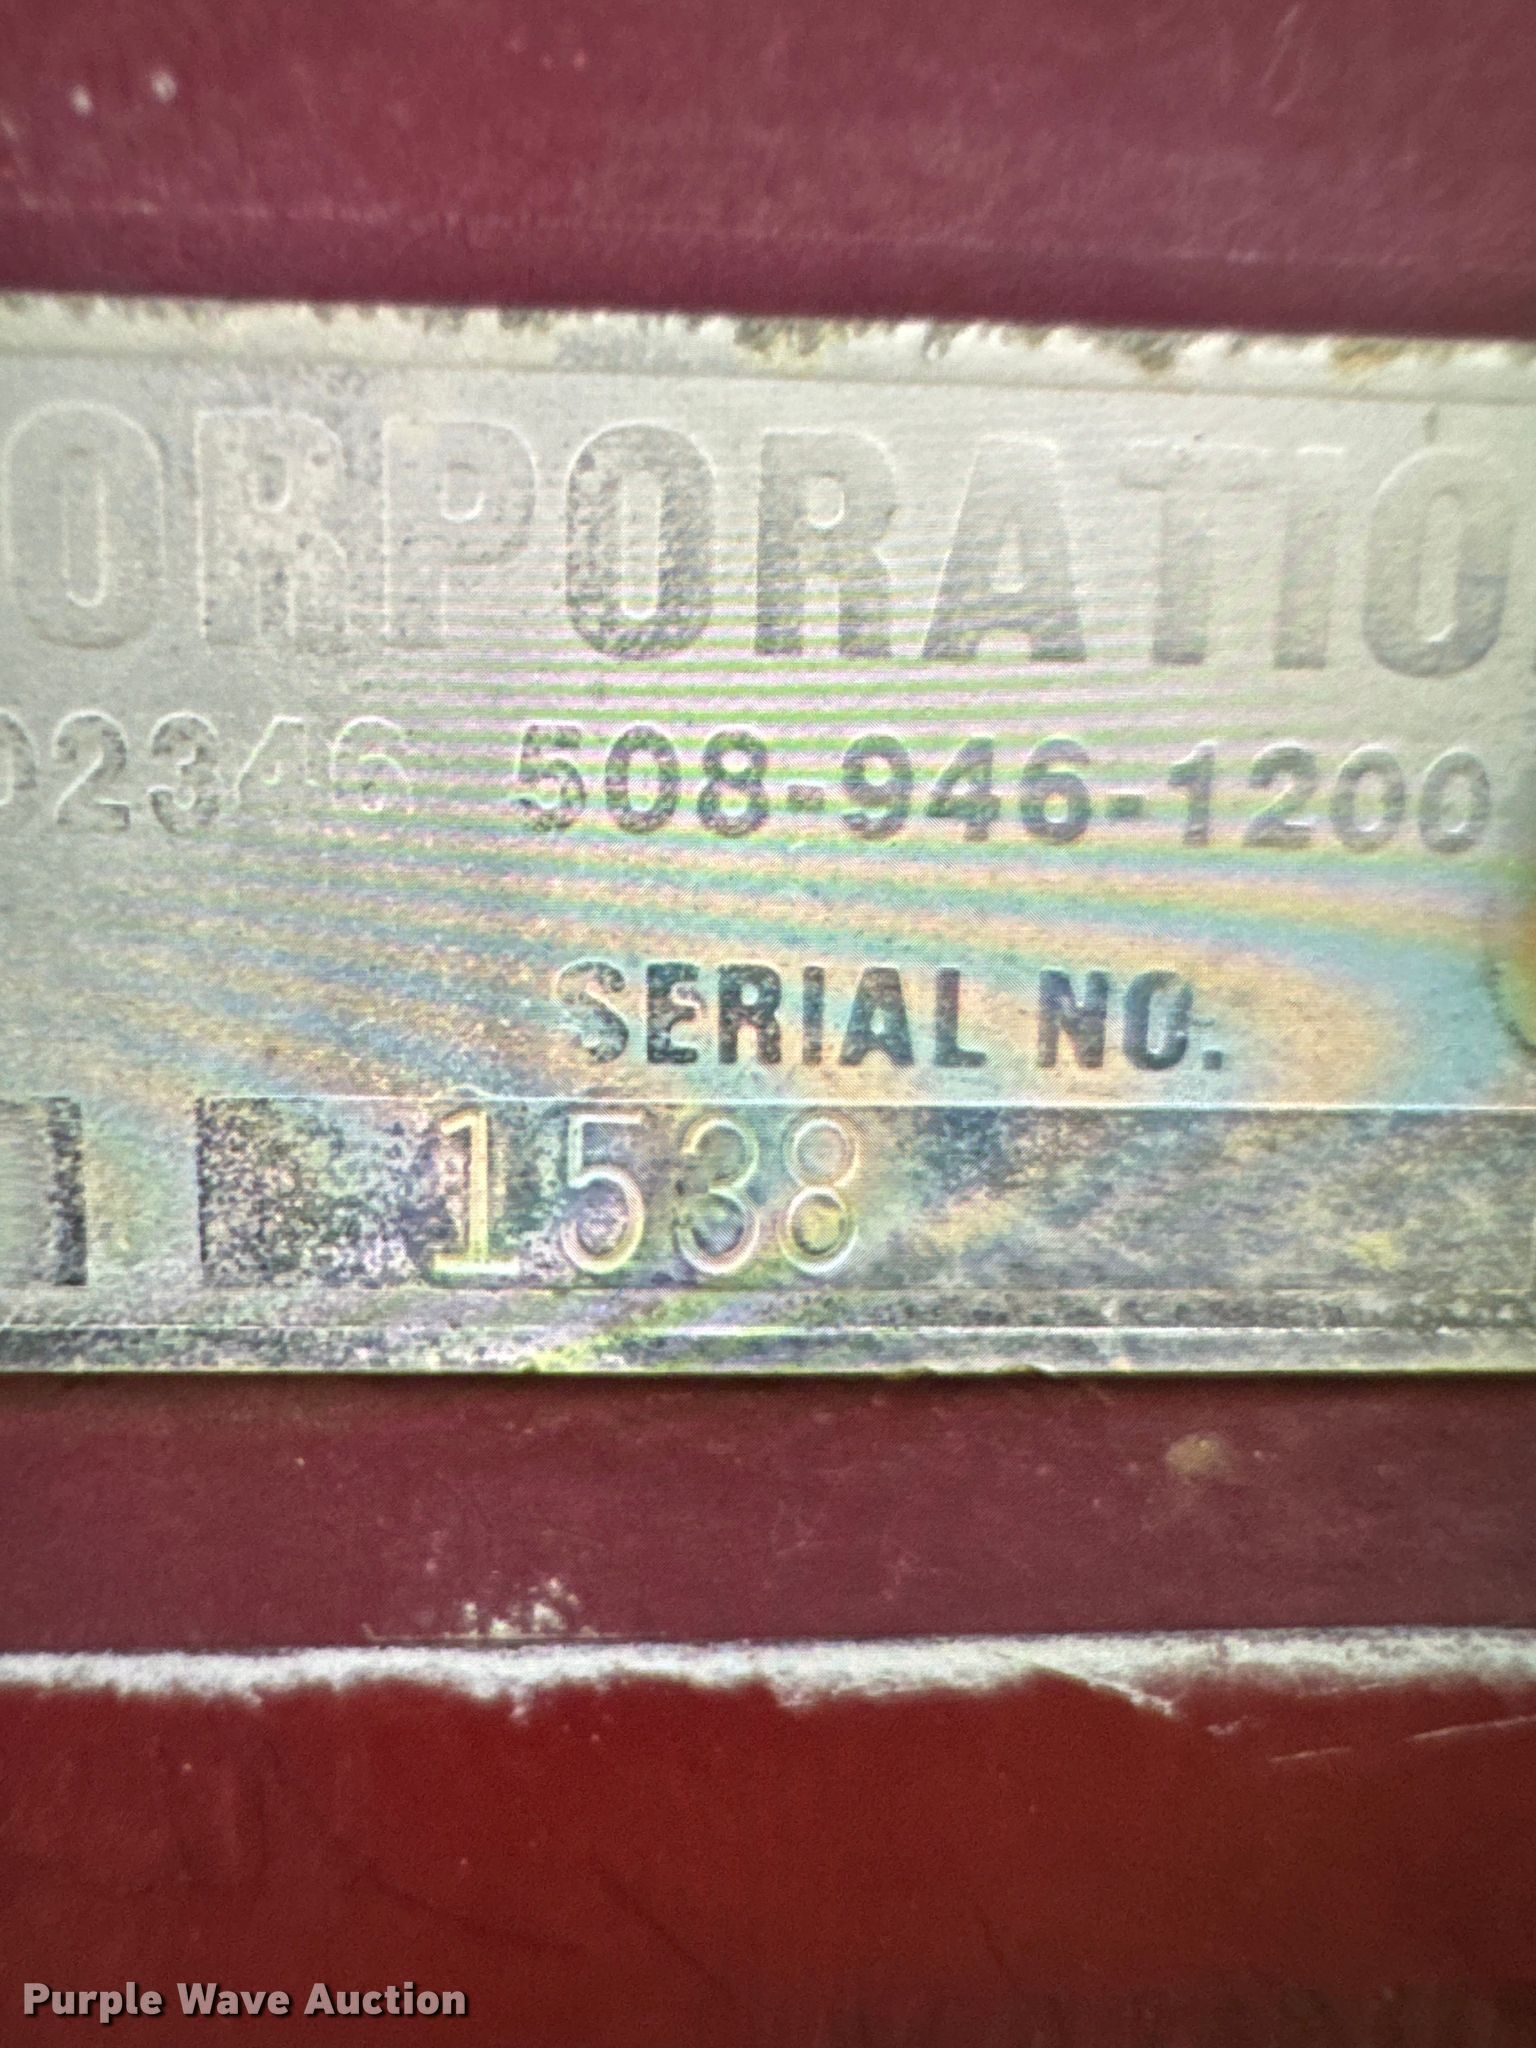 ORPORATIO
02346 508-946-1200
SERIAL NO.
1538
Purple Wave Auction